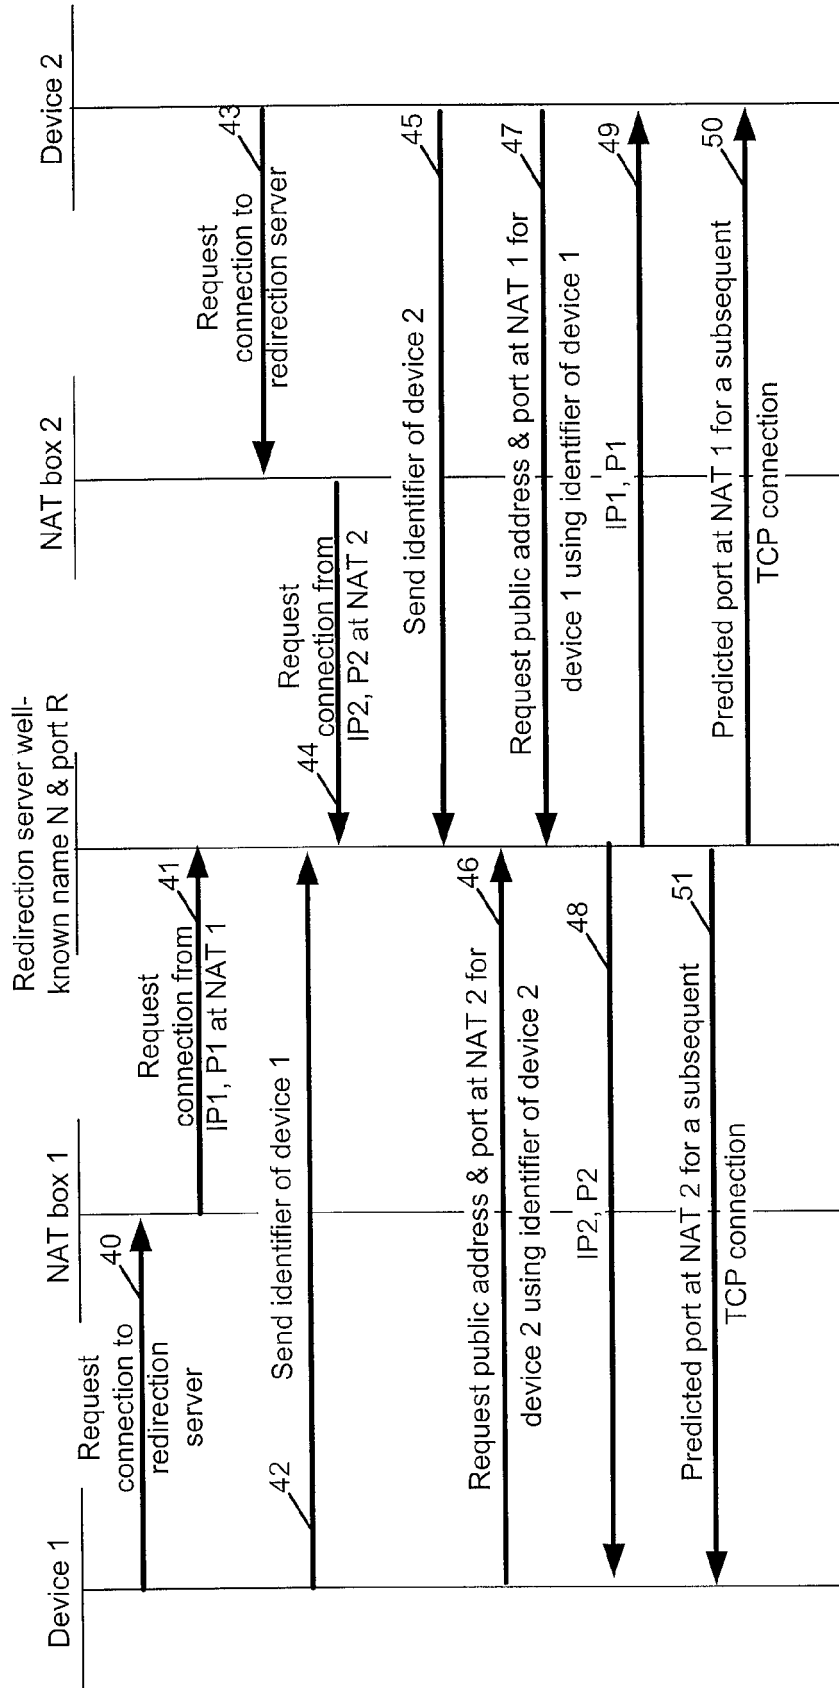 Device 1
NAT box 1
Redirection server well-
known name N & port R
NAT box 2
Device 2
Request
connection to
redirection
server
40
Request
connection from
IP1, P1 at NAT 1
41
Request
connection to
redirection server
43
Send identifier of device 1
42
Request
connection from
IP2, P2 at NAT 2
44
Send identifier of device 2
45
Request public address & port at NAT 2 for
device 2 using identifier of device 2
46
Request public address & port at NAT 1 for
device 1 using identifier of device 1
47
IP2, P2
48
IP1, P1
49
Predicted port at NAT 2 for a subsequent
TCP connection
51
Predicted port at NAT 1 for a subsequent
TCP connection
50